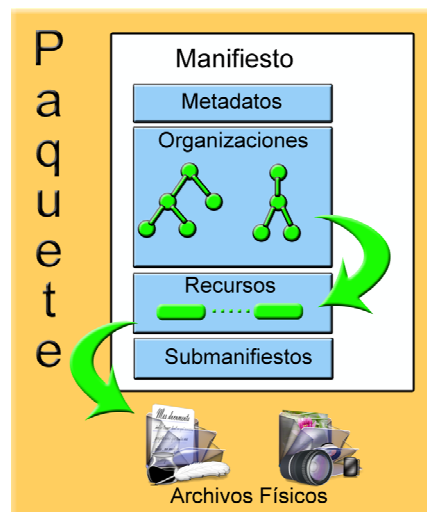 Paquete
Manifiesto
Metadatos
Organizaciones
Recursos
Submanifiestos
Archivos Físicos